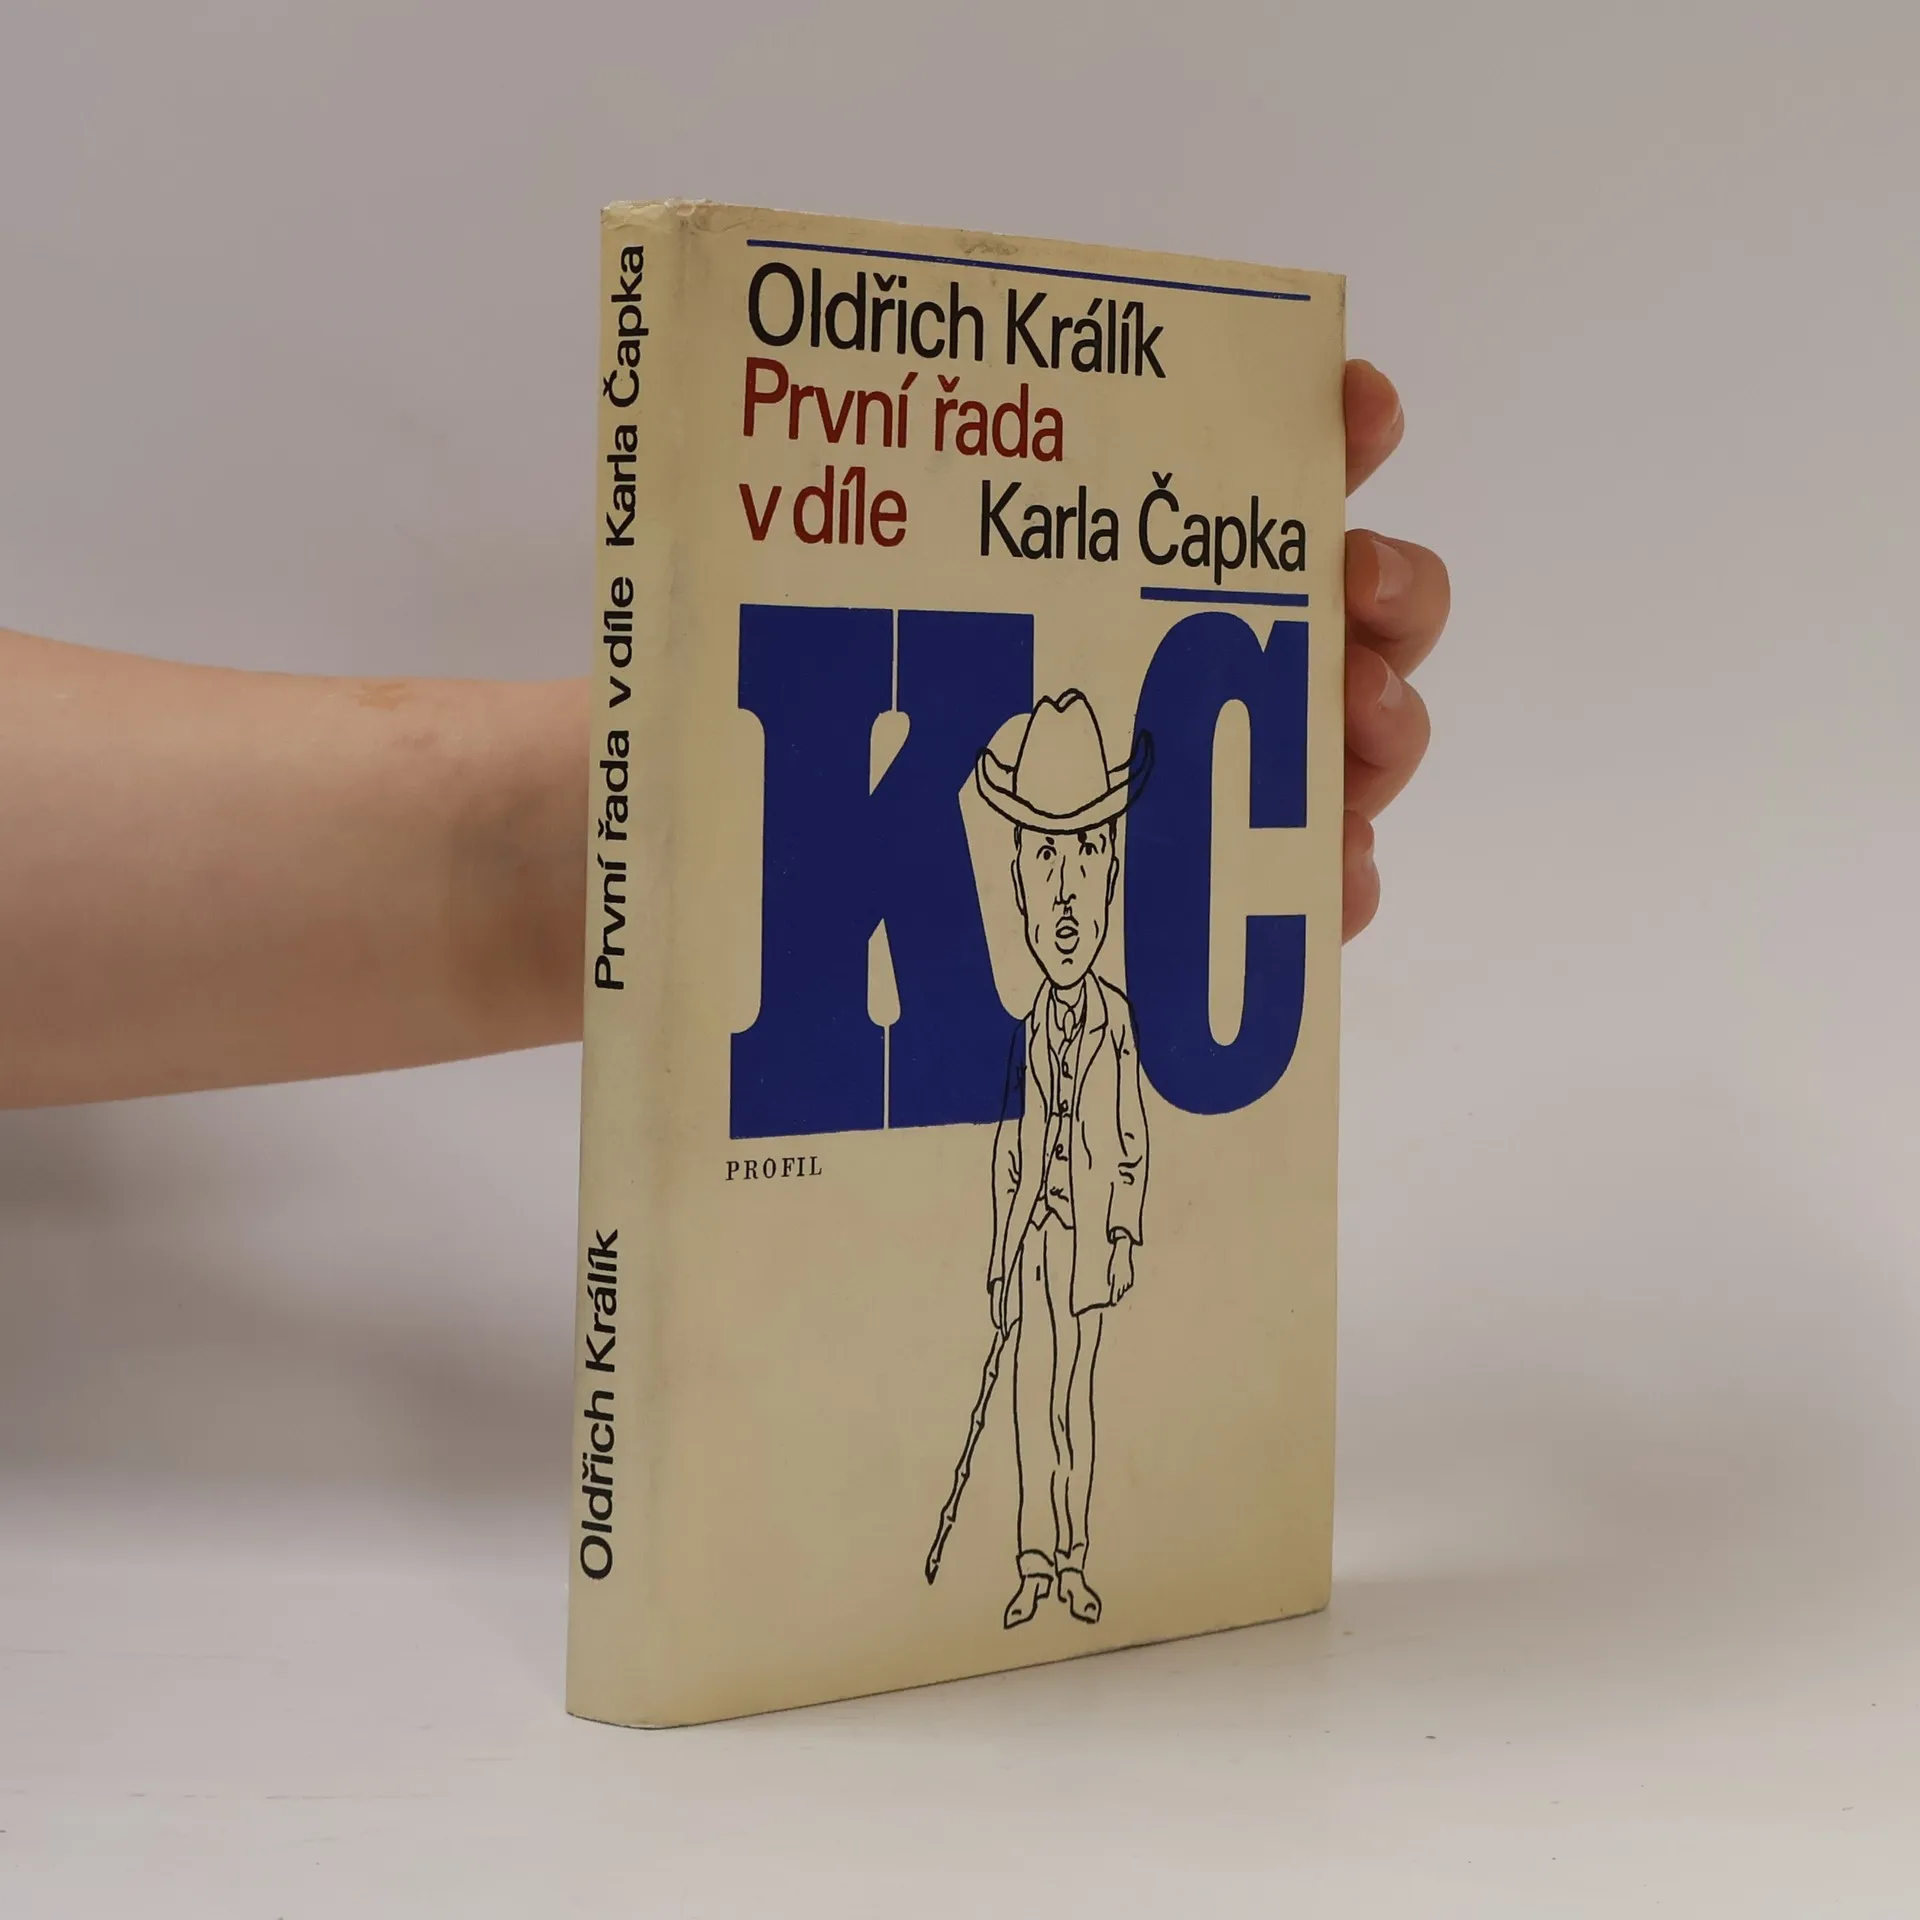 Oldřich Králík
První řada
v díle Karla Čapka
KČ
PROFIL
Oldřich Králík První řada v díle Karla Čapka